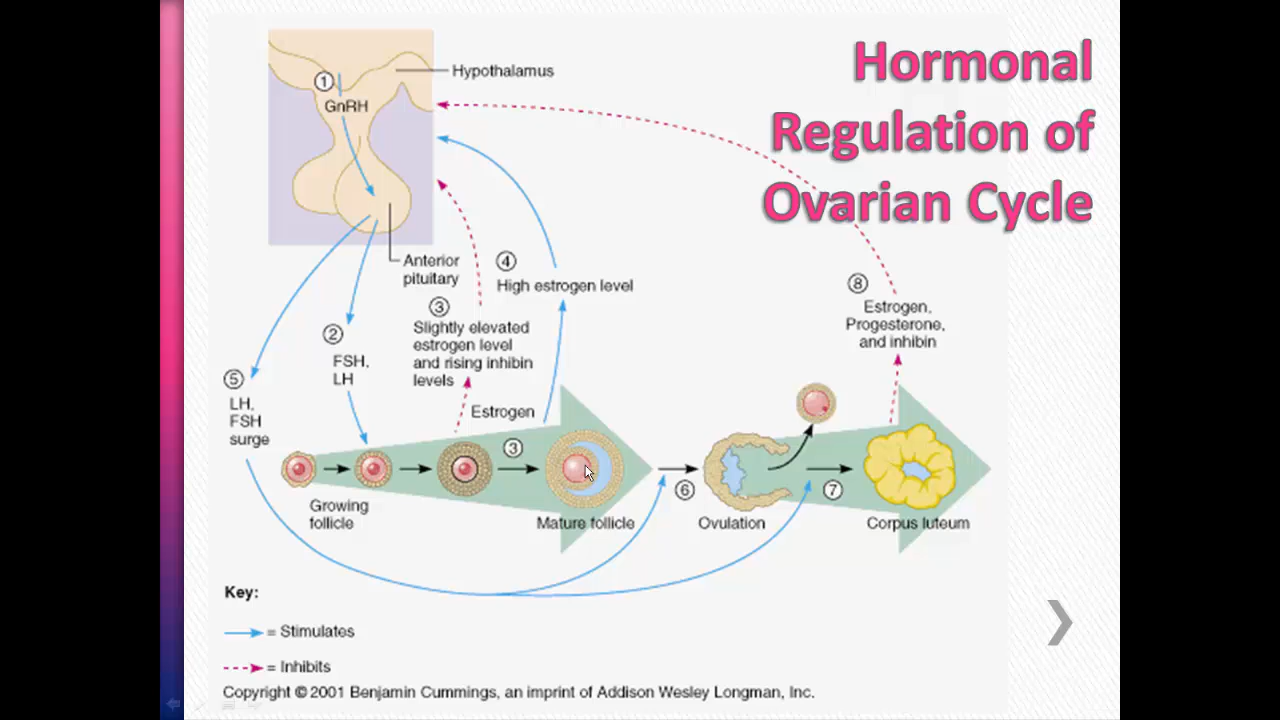 Hormonal
Regulation of
Ovarian Cycle
1
Hypothalamus
GnRH
Anterior
pituitary
4
High estrogen level
3
Slightly elevated
estrogen level
and rising inhibin
levels
2
FSH,
LH
8
Estrogen,
Progesterone,
and inhibin
5
LH,
FSH
surge
Estrogen
3
6
7
Growing
follicle
Mature follicle
Ovulation
Corpus luteum
Key:
= Stimulates
= Inhibits
Copyright © 2001 Benjamin Cummings, an imprint of Addison Wesley Longman, Inc.